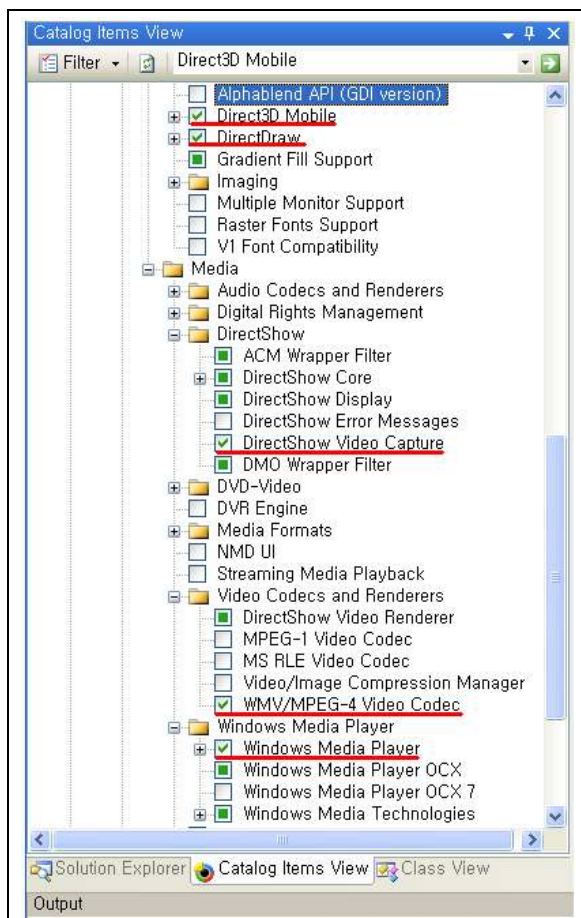 Catalog Items View
Filter
Direct3D Mobile
Alphablend API (GDI version)
Direct3D Mobile
DirectDraw
Gradient Fill Support
Imaging
Multiple Monitor Support
Raster Fonts Support
V1 Font Compatibility
Media
Audio Codecs and Renderers
Digital Rights Management
DirectShow
ACM Wrapper Filter
DirectShow Core
DirectShow Display
DirectShow Error Messages
DirectShow Video Capture
DMO Wrapper Filter
DVD-Video
DVR Engine
Media Formats
NMD UI
Streaming Media Playback
Video Codecs and Renderers
DirectShow Video Renderer
MPEG-1 Video Codec
MS RLE Video Codec
Video/Image Compression Manager
WMV/MPEG-4 Video Codec
Windows Media Player
Windows Media Player
Windows Media Player OCX
Windows Media Player OCX 7
Windows Media Technologies
Solution Explorer Catalog Items View Class View
Output